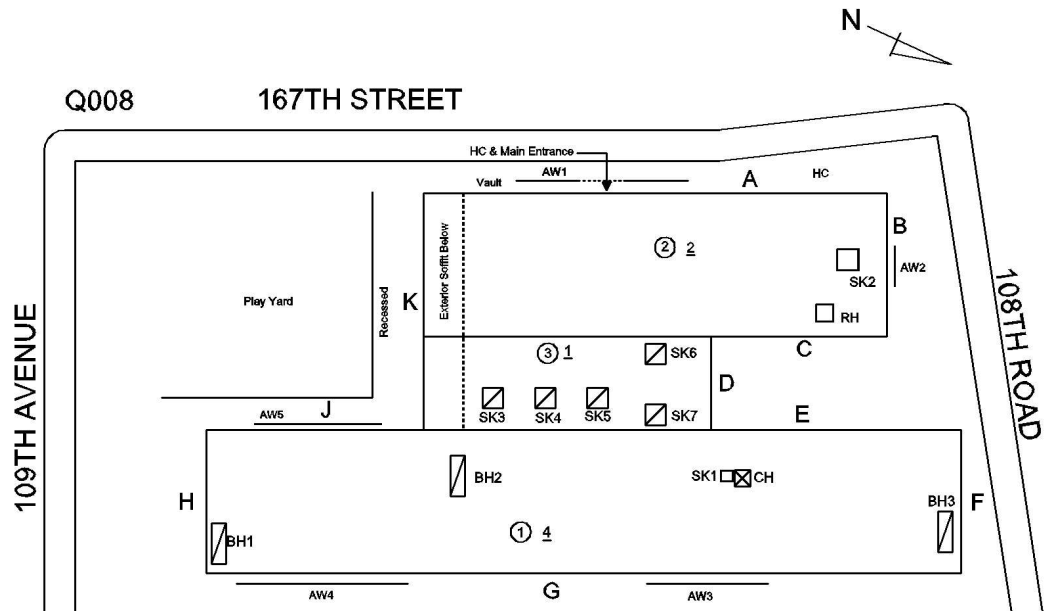 N
Q008
167TH STREET
HC & Main Entrance
Vault
AW1
A
HC
B
AW2
② 2
SK2
RH
C
Exterior Soffit Below
K
Recessed
Play Yard
109TH AVENUE
108TH ROAD
③ 1
SK6
D
SK3
SK4
SK5
SK7
E
AW5
J
H
BH2
SK1
CH
BH3
F
BH1
① 4
AW4
G
AW3